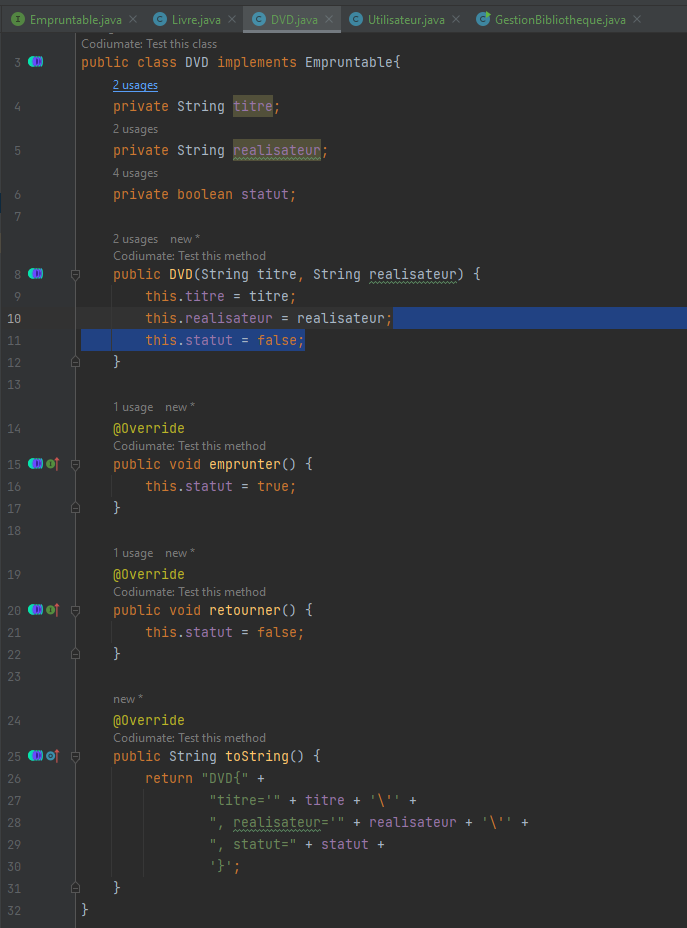 Empruntable.java
Livre.java
DVD.java
Utilisateur.java
GestionBibliotheque.java
Codiumate: Test this class
3 public class DVD implements Empruntable{
2 usages
4 private String titre;
2 usages
5 private String realisateur;
4 usages
6 private boolean statut;
7
2 usages new *
Codiumate: Test this method
8 public DVD(String titre, String realisateur) {
9 this.titre = titre;
10 this.realisateur = realisateur;
11 this.statut = false;
12 }
13
1 usage new *
14 @Override
Codiumate: Test this method
15 public void emprunter() {
16 this.statut = true;
17 }
18
1 usage new *
19 @Override
Codiumate: Test this method
20 public void retourner() {
21 this.statut = false;
22 }
23
new *
24 @Override
Codiumate: Test this method
25 public String toString() {
26 return "DVD{" +
27 "titre='" + titre + '\'' +
28 ", realisateur='" + realisateur + '\'' +
29 ", statut=" + statut +
30 '}';
31 }
32 }